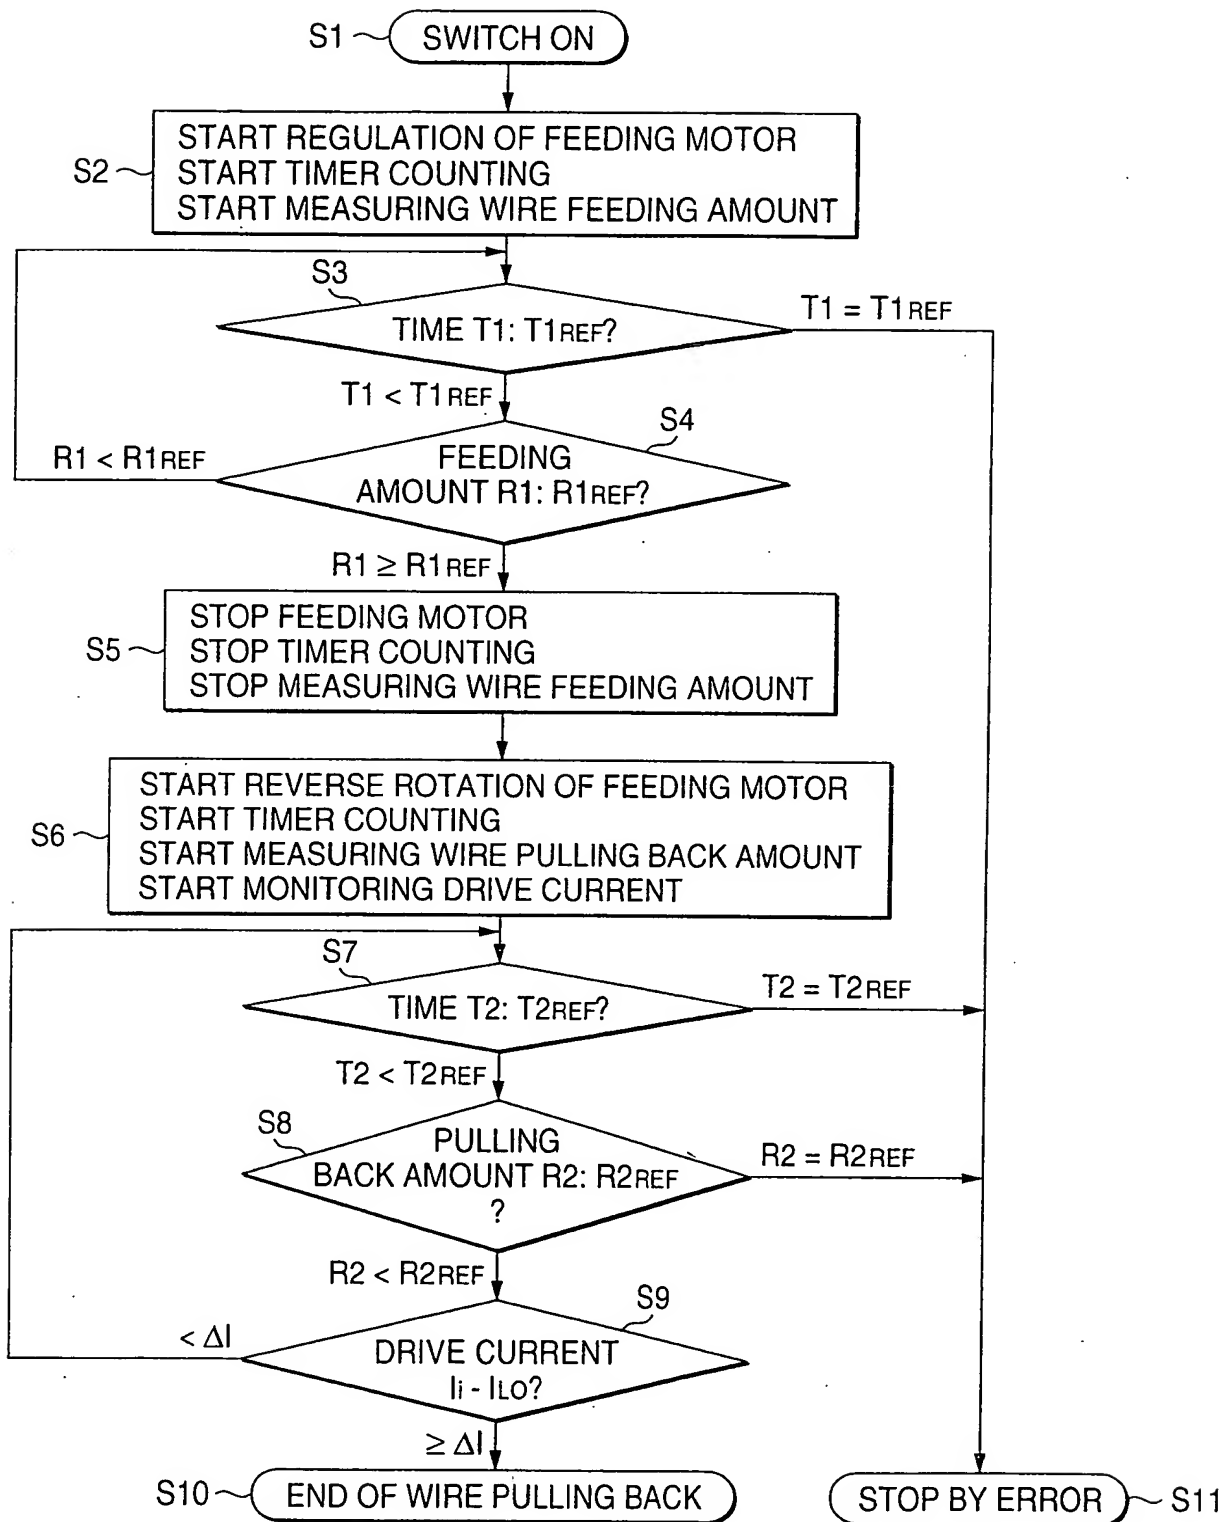 S1
SWITCH ON
S2
START REGULATION OF FEEDING MOTOR
START TIMER COUNTING
START MEASURING WIRE FEEDING AMOUNT
S3
TIME T1: T1REF?
T1 = T1REF
T1 < T1REF
S4
R1 < R1REF
FEEDING
AMOUNT R1: R1REF?
R1 ≥ R1REF
S5
STOP FEEDING MOTOR
STOP TIMER COUNTING
STOP MEASURING WIRE FEEDING AMOUNT
S6
START REVERSE ROTATION OF FEEDING MOTOR
START TIMER COUNTING
START MEASURING WIRE PULLING BACK AMOUNT
START MONITORING DRIVE CURRENT
S7
TIME T2: T2REF?
T2 = T2REF
T2 < T2REF
S8
PULLING
BACK AMOUNT R2: R2REF
?
R2 = R2REF
R2 < R2REF
S9
< ΔI
DRIVE CURRENT
Ii - ILO?
≥ ΔI
S10
END OF WIRE PULLING BACK
STOP BY ERROR
S11